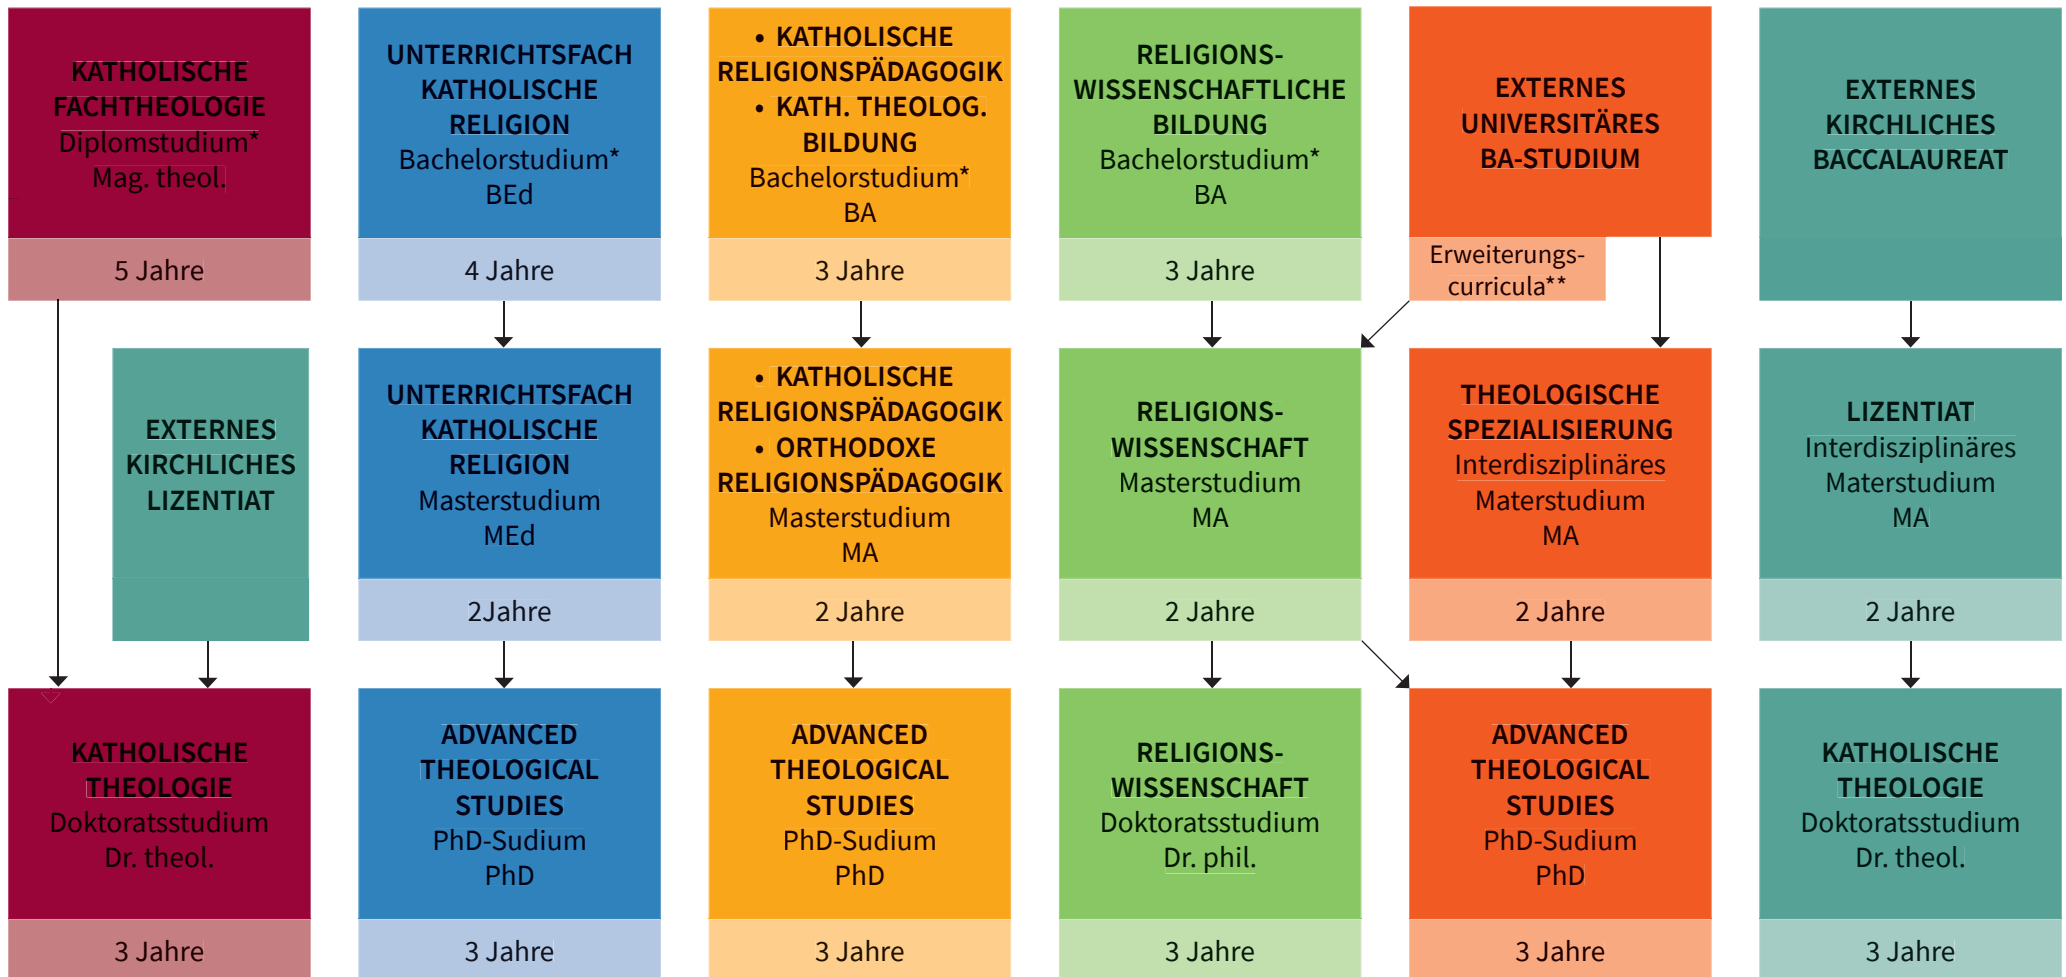 KATHOLISCHE
FACHTHEOLOGIE
Diplomstudium*
Mag. theol.
5 Jahre
UNTERRICHTSFACH
KATHOLISCHE
RELIGION
Bachelorstudium*
BEd
4 Jahre
• KATHOLISCHE
RELIGIONSPÄDAGOGIK
• KATH. THEOLOG.
BILDUNG
Bachelorstudium*
BA
3 Jahre
RELIGIONS-
WISSENSCHAFTLICHE
BILDUNG
Bachelorstudium*
BA
3 Jahre
EXTERNES
UNIVERSITÄRES
BA-STUDIUM
Erweiterungs-
curricula**
EXTERNES
KIRCHLICHES
BACCALAUREAT
EXTERNES
KIRCHLICHES
LIZENTIAT
UNTERRICHTSFACH
KATHOLISCHE
RELIGION
Masterstudium
MEd
2Jahre
• KATHOLISCHE
RELIGIONSPÄDAGOGIK
• ORTHODOXE
RELIGIONSPÄDAGOGIK
Masterstudium
MA
2 Jahre
RELIGIONS-
WISSENSCHAFT
Masterstudium
MA
2 Jahre
THEOLOGISCHE
SPEZIALISIERUNG
Interdisziplinäres
Materstudium
MA
2 Jahre
LIZENTIAT
Interdisziplinäres
Materstudium
MA
2 Jahre
KATHOLISCHE
THEOLOGIE
Doktoratsstudium
Dr. theol.
3 Jahre
ADVANCED
THEOLOGICAL
STUDIES
PhD-Sudium
PhD
3 Jahre
ADVANCED
THEOLOGICAL
STUDIES
PhD-Sudium
PhD
3 Jahre
RELIGIONS-
WISSENSCHAFT
Doktoratsstudium
Dr. phil.
3 Jahre
ADVANCED
THEOLOGICAL
STUDIES
PhD-Sudium
PhD
3 Jahre
KATHOLISCHE
THEOLOGIE
Doktoratsstudium
Dr. theol.
3 Jahre